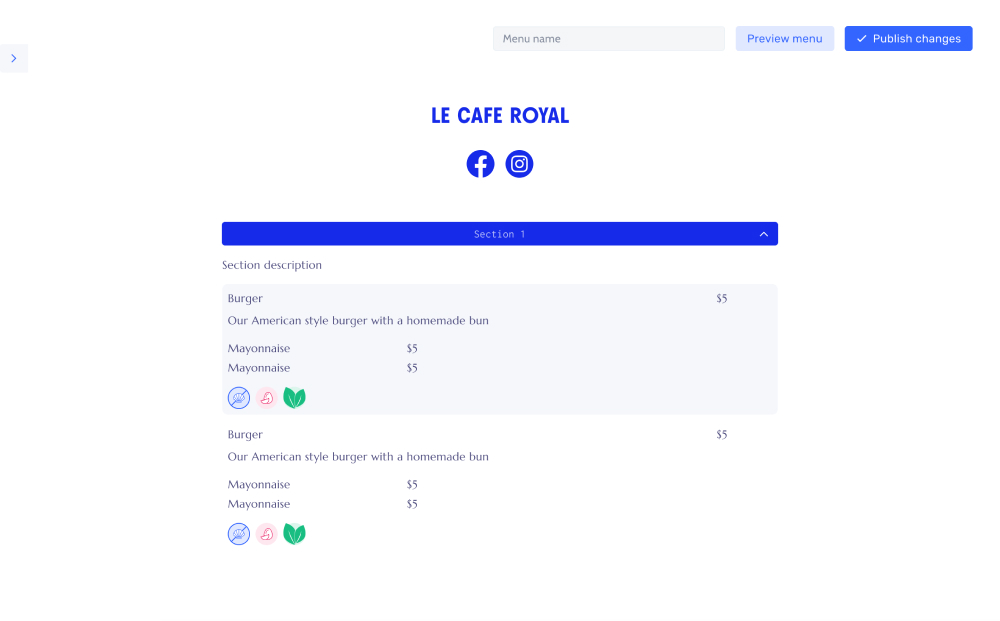 Menu name
Preview menu
Publish changes
LE CAFE ROYAL
Section 1
Section description
Burger $5
Our American style burger with a homemade bun
Mayonnaise $5
Mayonnaise $5
Burger $5
Our American style burger with a homemade bun
Mayonnaise $5
Mayonnaise $5